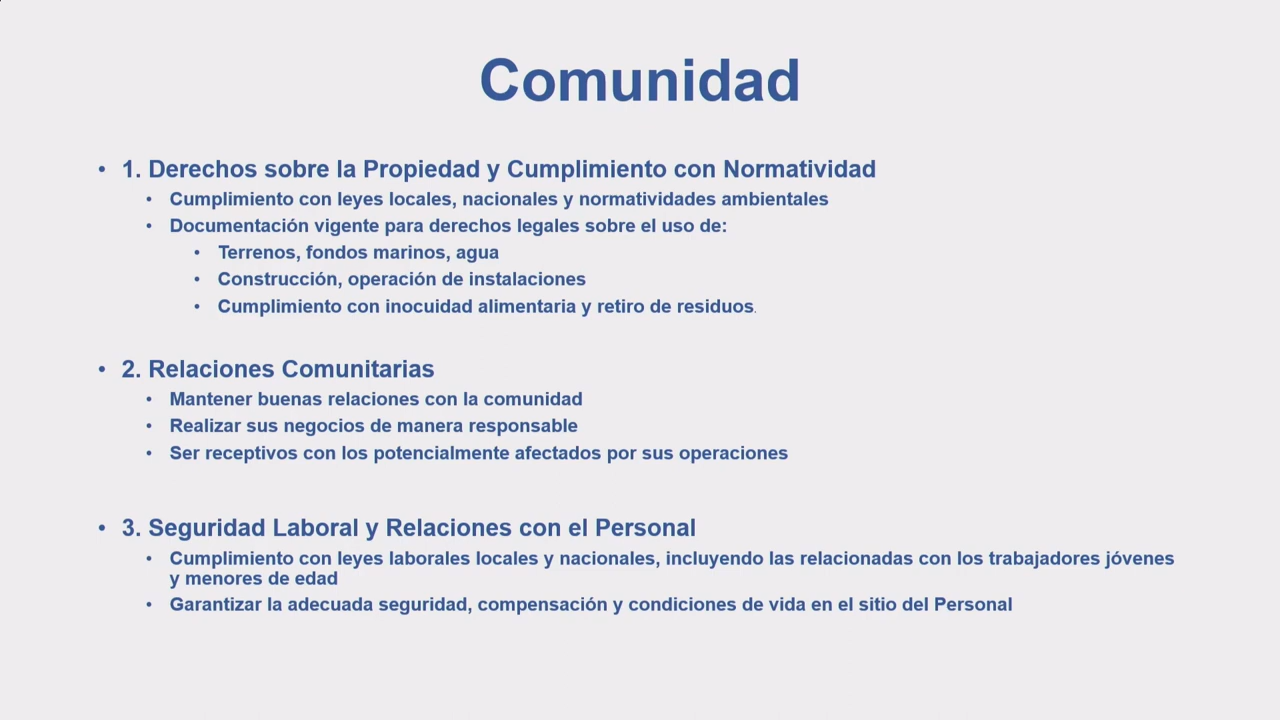 Comunidad
• 1. Derechos sobre la Propiedad y Cumplimiento con Normatividad
• Cumplimiento con leyes locales, nacionales y normatividades ambientales
• Documentación vigente para derechos legales sobre el uso de:
• Terrenos, fondos marinos, agua
• Construcción, operación de instalaciones
• Cumplimiento con inocuidad alimentaria y retiro de residuos.
• 2. Relaciones Comunitarias
• Mantener buenas relaciones con la comunidad
• Realizar sus negocios de manera responsable
• Ser receptivos con los potencialmente afectados por sus operaciones
• 3. Seguridad Laboral y Relaciones con el Personal
• Cumplimiento con leyes laborales locales y nacionales, incluyendo las relacionadas con los trabajadores jóvenes
y menores de edad
• Garantizar la adecuada seguridad, compensación y condiciones de vida en el sitio del Personal